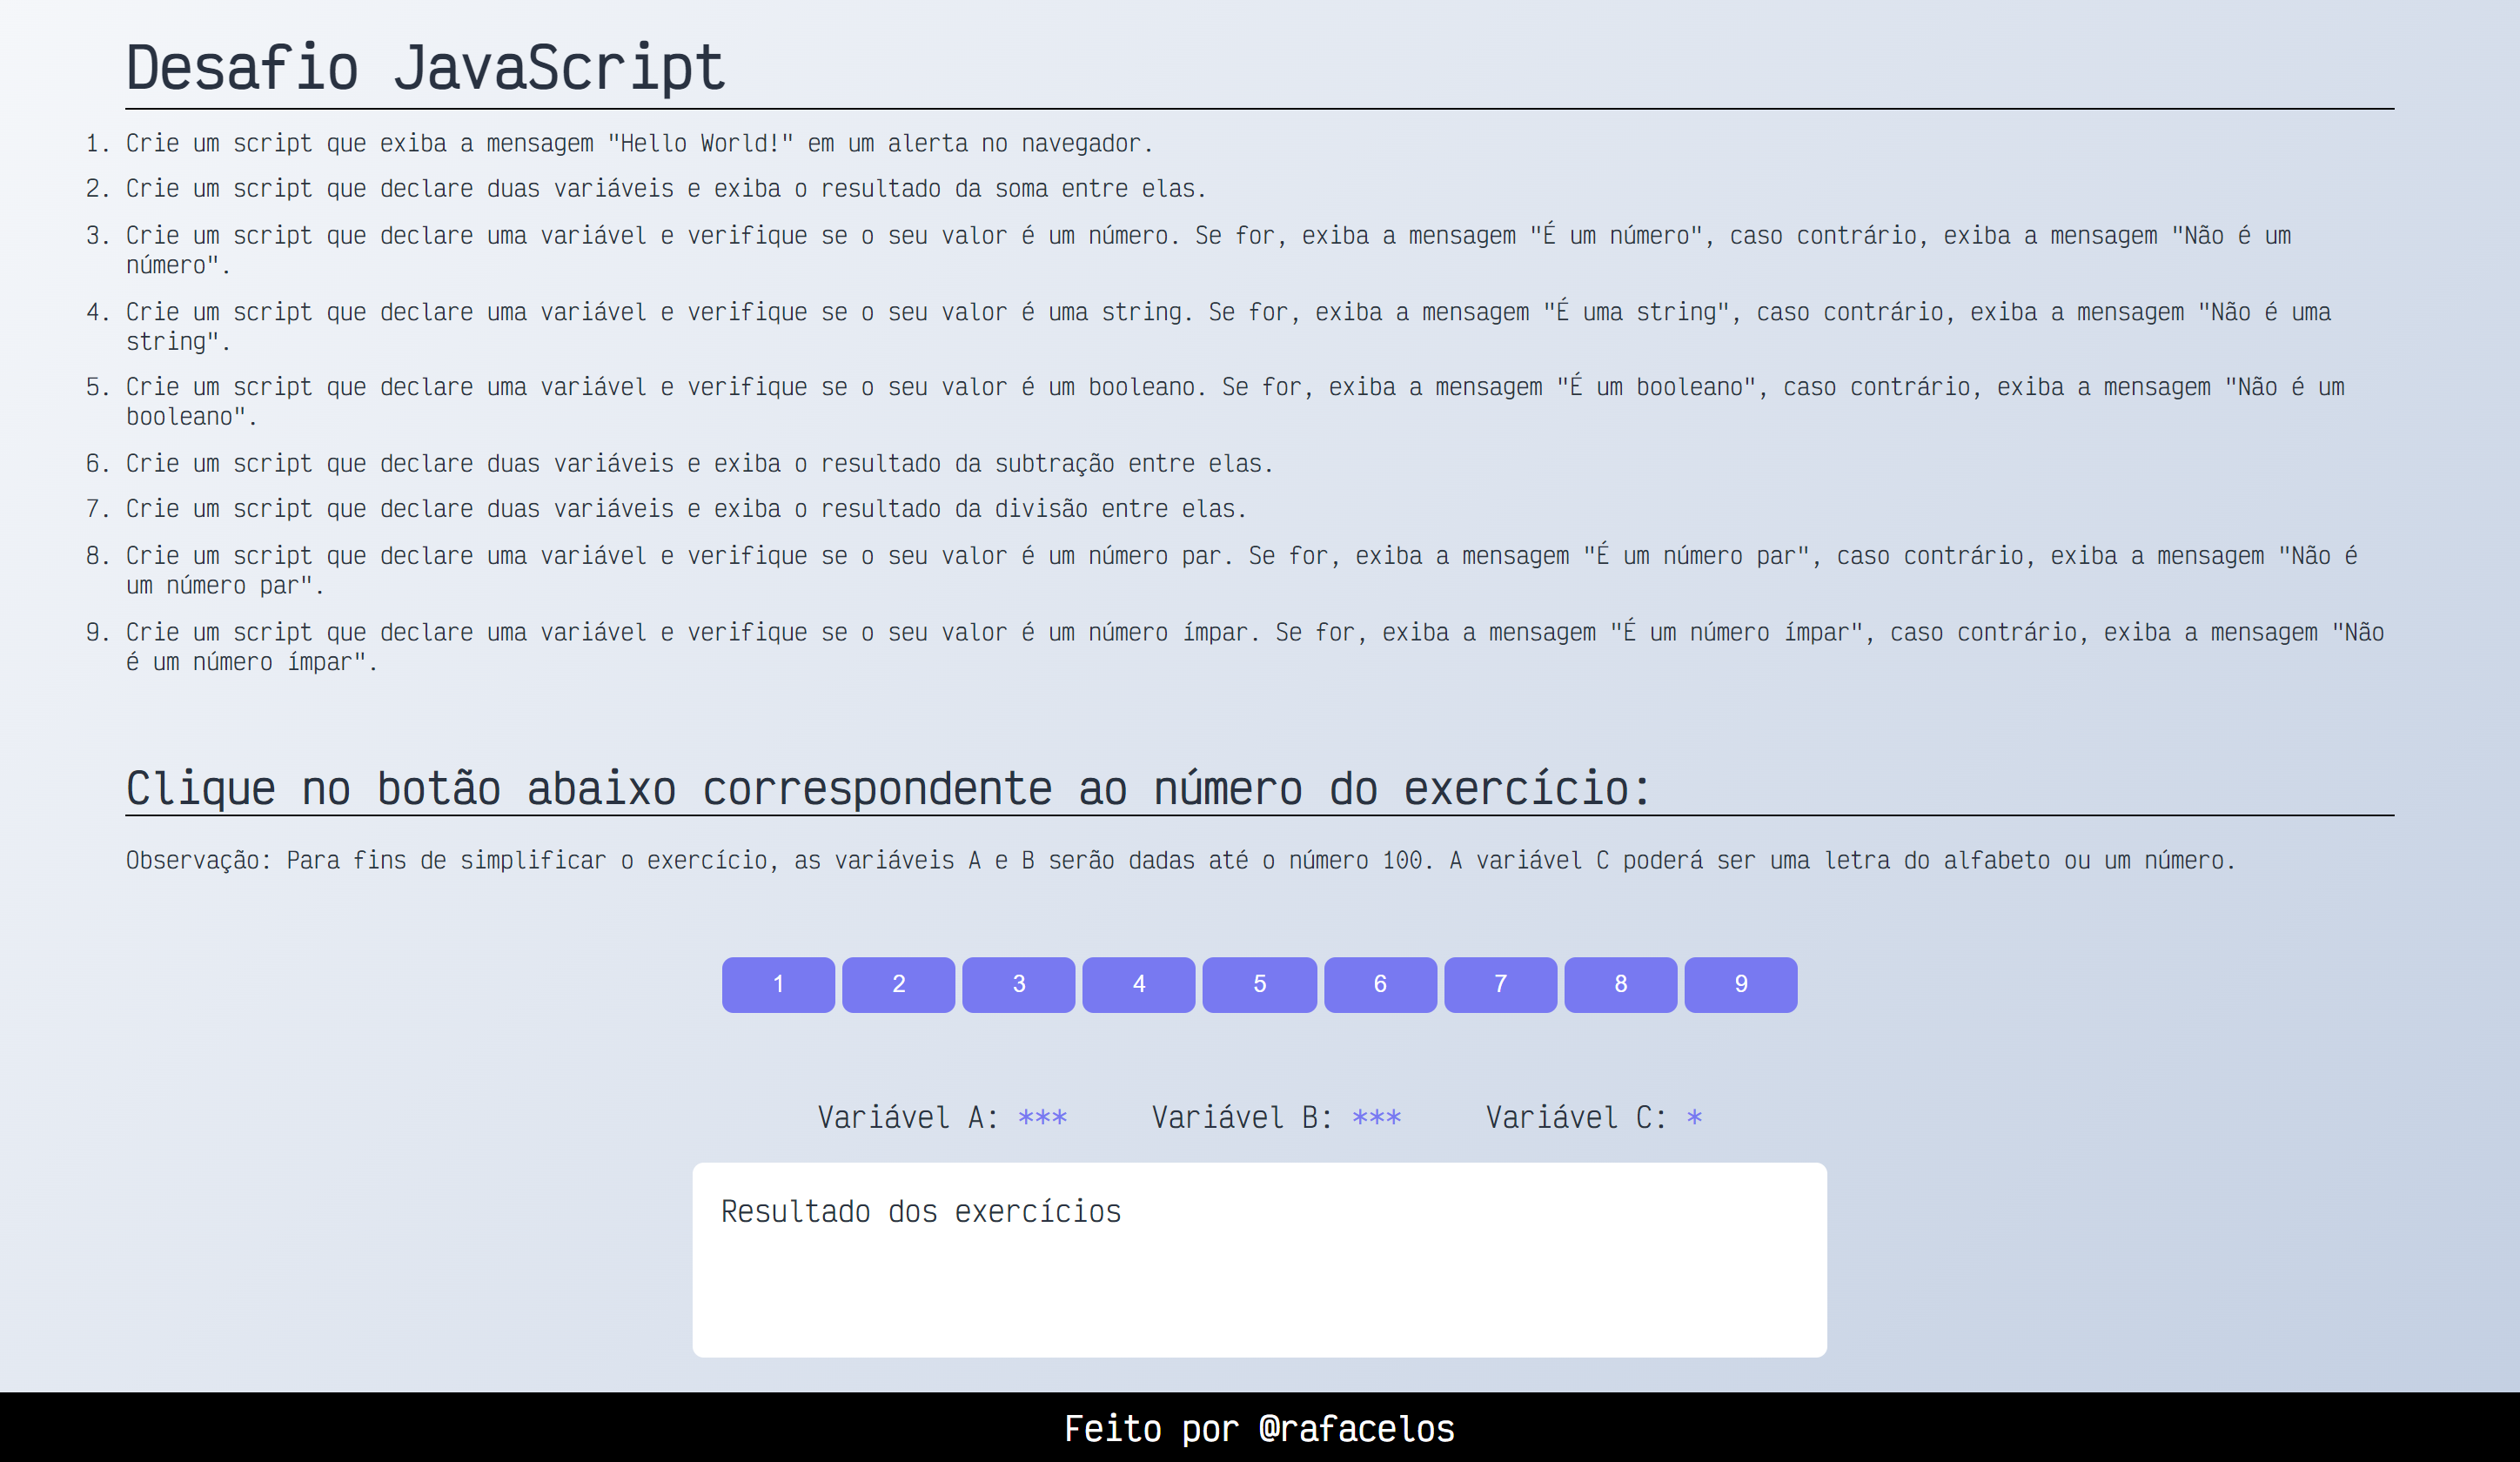 Desafio JavaScript
1. Crie um script que exiba a mensagem "Hello World!" em um alerta no navegador.
2. Crie um script que declare duas variáveis e exiba o resultado da soma entre elas.
3. Crie um script que declare uma variável e verifique se o seu valor é um número. Se for, exiba a mensagem "É um número", caso contrário, exiba a mensagem "Não é um
número".
4. Crie um script que declare uma variável e verifique se o seu valor é uma string. Se for, exiba a mensagem "É uma string", caso contrário, exiba a mensagem "Não é uma
string".
5. Crie um script que declare uma variável e verifique se o seu valor é um booleano. Se for, exiba a mensagem "É um booleano", caso contrário, exiba a mensagem "Não é um
booleano".
6. Crie um script que declare duas variáveis e exiba o resultado da subtração entre elas.
7. Crie um script que declare duas variáveis e exiba o resultado da divisão entre elas.
8. Crie um script que declare uma variável e verifique se o seu valor é um número par. Se for, exiba a mensagem "É um número par", caso contrário, exiba a mensagem "Não é
um número par".
9. Crie um script que declare uma variável e verifique se o seu valor é um número ímpar. Se for, exiba a mensagem "É um número ímpar", caso contrário, exiba a mensagem "Não
é um número ímpar".
Clique no botão abaixo correspondente ao número do exercício:
Observação: Para fins de simplificar o exercício, as variáveis A e B serão dadas até o número 100. A variável C poderá ser uma letra do alfabeto ou um número.
1 2 3 4 5 6 7 8 9
Variável A: *** Variável B: *** Variável C: *
Resultado dos exercícios
Feito por @rafacelos